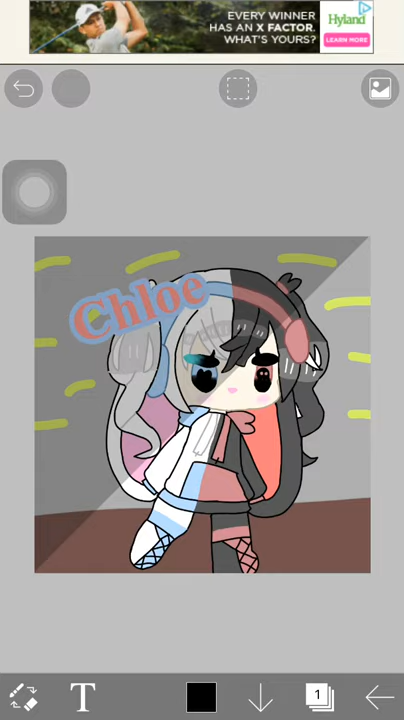 EVERY WINNER
HAS AN X FACTOR.
WHAT'S YOURS?
Hyland
LEARN MORE
Chloe
T
1